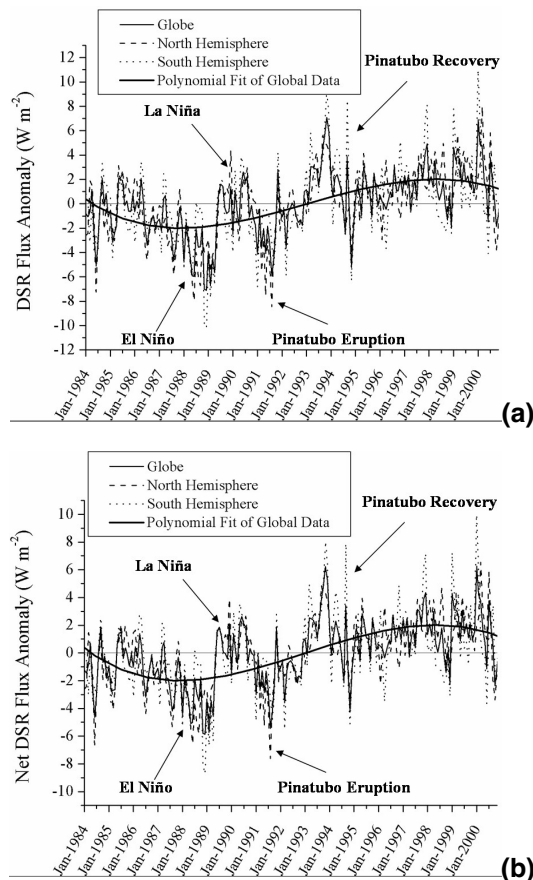 Globe
North Hemisphere
South Hemisphere
Polynomial Fit of Global Data
Pinatubo Recovery
La Niña
El Niño
Pinatubo Eruption
DSR Flux Anomaly (W m-2)
12
10
8
6
4
2
0
-2
-4
-6
-8
-10
-12
Jan-1984
Jan-1985
Jan-1986
Jan-1987
Jan-1988
Jan-1989
Jan-1990
Jan-1991
Jan-1992
Jan-1993
Jan-1994
Jan-1995
Jan-1996
Jan-1997
Jan-1998
Jan-1999
Jan-2000
(a)
Globe
North Hemisphere
South Hemisphere
Polynomial Fit of Global Data
Pinatubo Recovery
La Niña
El Niño
Pinatubo Eruption
Net DSR Flux Anomaly (W m-2)
10
8
6
4
2
0
-2
-4
-6
-8
-10
Jan-1984
Jan-1985
Jan-1986
Jan-1987
Jan-1988
Jan-1989
Jan-1990
Jan-1991
Jan-1992
Jan-1993
Jan-1994
Jan-1995
Jan-1996
Jan-1997
Jan-1998
Jan-1999
Jan-2000
(b)